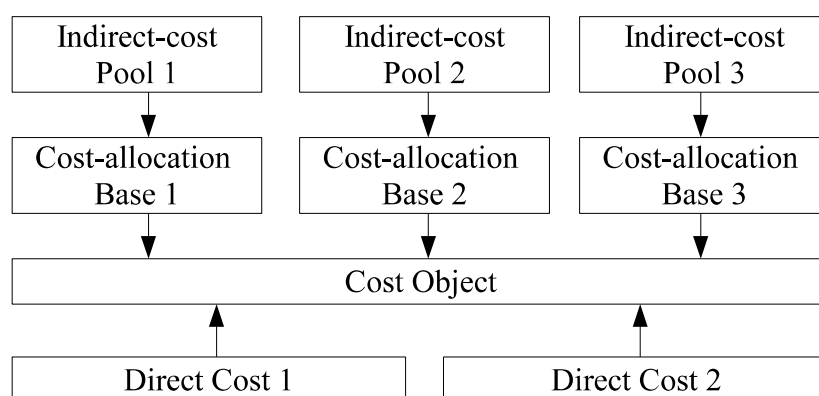 Indirect-cost
Pool 1
Indirect-cost
Pool 2
Indirect-cost
Pool 3
Cost-allocation
Base 1
Cost-allocation
Base 2
Cost-allocation
Base 3
Cost Object
Direct Cost 1
Direct Cost 2